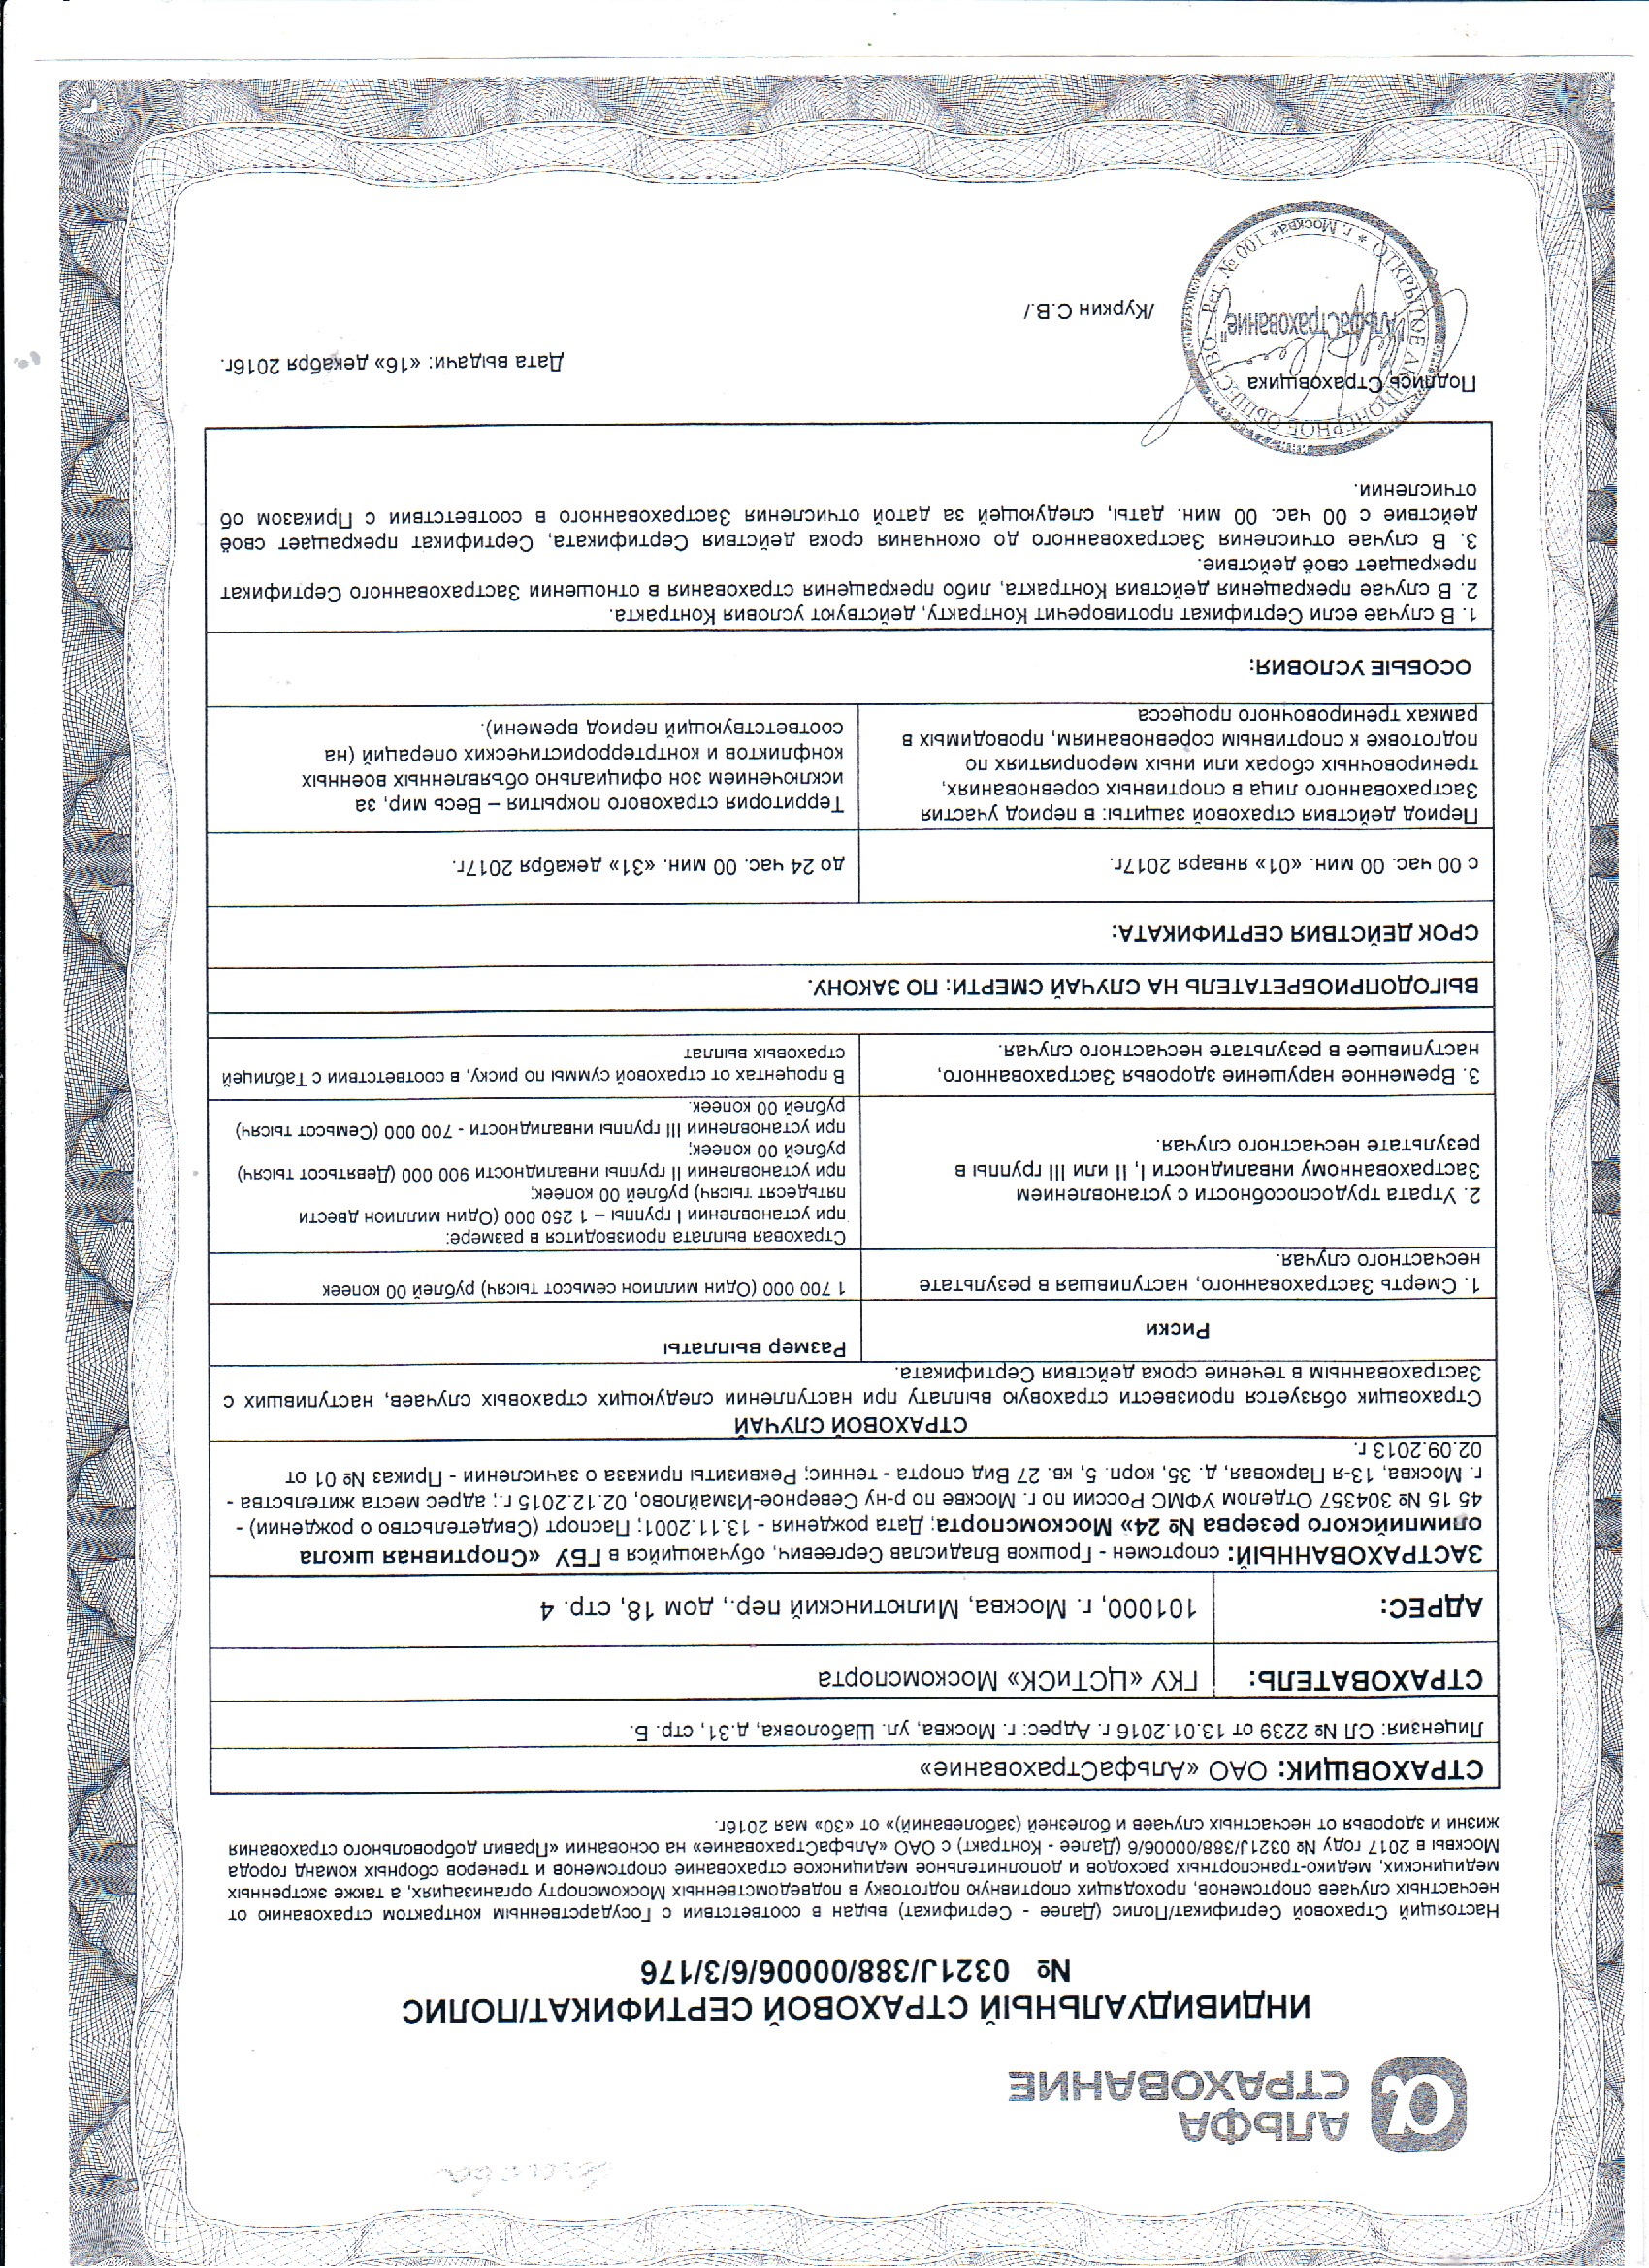 АЛЬФА
СТРАХОВАНИЕ
ИНДИВИДУАЛЬНЫЙ СТРАХОВОЙ СЕРТИФИКАТ/ПОЛИС
№ 0321J/388/00006/6/3/176
Настоящий Страховой Сертификат/Полис (Далее - Сертификат) выдан в соответствии с Государственным контрактом страхованию от
несчастных случаев спортсменов, проходящих спортивную подготовку в подведомственных Москомспорту организациях, а также экстренных
медицинских, медико-транспортных расходов и дополнительное медицинское страхование спортсменов и тренеров сборных команд города
Москвы в 2017 году № 0321J/388/00006/6 (Далее - Контракт) с ОАО «АльфаСтрахование» на основании «Правил добровольного страхования
жизни и здоровья от несчастных случаев и болезней (заболеваний)» от «30» мая 2016г.
СТРАХОВЩИК: ОАО «АльфаСтрахование»
Лицензия: СЛ № 2239 от 13.01.2016 г. Адрес: г. Москва, ул. Шаболовка, д.31, стр. Б.
СТРАХОВАТЕЛЬ: ГКУ «ЦСТиСК» Москомспорта
АДРЕС: 101000, г. Москва, Милютинский пер., дом 18, стр. 4
ЗАСТРАХОВАННЫЙ: спортсмен - Грошков Владислав Сергеевич, обучающийся в ГБУ «Спортивная школа
олимпийского резерва № 24» Москомспорта; Дата рождения - 13.11.2001; Паспорт (Свидетельство о рождении) -
45 15 № 304357 Отделом УФМС России по г. Москве по р-ну Северное-Измайлово, 02.12.2015 г.; адрес места жительства -
г. Москва, 13-я Парковая, д. 35, корп. 5, кв. 27 Вид спорта - теннис; Реквизиты приказа о зачислении - Приказ № 01 от
02.09.2013 г.
СТРАХОВОЙ СЛУЧАЙ
Страховщик обязуется произвести страховую выплату при наступлении следующих страховых случаев, наступивших с
Застрахованным в течение срока действия Сертификата.
Риски
Размер выплаты
1. Смерть Застрахованного, наступившая в результате
несчастного случая.
1 700 000 (Один миллион семьсот тысяч) рублей 00 копеек
2. Утрата трудоспособности с установлением
Застрахованному инвалидности I, II или III группы в
результате несчастного случая.
Страховая выплата производится в размере:
при установлении I группы – 1 250 000 (Один миллион двести
пятьдесят тысяч) рублей 00 копеек;
при установлении II группы инвалидности 900 000 (Девятьсот тысяч)
рублей 00 копеек;
при установлении III группы инвалидности - 700 000 (Семьсот тысяч)
рублей 00 копеек.
3. Временное нарушение здоровья Застрахованного,
наступившее в результате несчастного случая.
В процентах от страховой суммы по риску, в соответствии с Таблицей
страховых выплат
ВЫГОДОПРИОБРЕТАТЕЛЬ НА СЛУЧАЙ СМЕРТИ: ПО ЗАКОНУ.
СРОК ДЕЙСТВИЯ СЕРТИФИКАТА:
с 00 час. 00 мин. «01» января 2017г.
до 24 час. 00 мин. «31» декабря 2017г.
Период действия страховой защиты: в период участия
Застрахованного лица в спортивных соревнованиях,
тренировочных сборах или иных мероприятиях по
подготовке к спортивным соревнованиям, проводимых в
рамках тренировочного процесса
Территория страхового покрытия – Весь мир, за
исключением зон официально объявленных военных
конфликтов и контртеррористических операций (на
соответствующий период времени).
ОСОБЫЕ УСЛОВИЯ:
1. В случае если Сертификат противоречит Контракту, действуют условия Контракта.
2. В случае прекращения действия Контракта, либо прекращения страхования в отношении Застрахованного Сертификат
прекращает своё действие.
3. В случае отчисления Застрахованного до окончания срока действия Сертификата, Сертификат прекращает своё
действие с 00 час. 00 мин. даты, следующей за датой отчисления Застрахованного в соответствии с Приказом об
отчислении.
Подпись Страховщика
Дата выдачи: «16» декабря 2016г.
/Куркин С.В./
ОТКРЫТОЕ АКЦИОНЕРНОЕ ОБЩЕСТВО * Рег. № 001 * г. Москва *
"АльфаСтрахование"